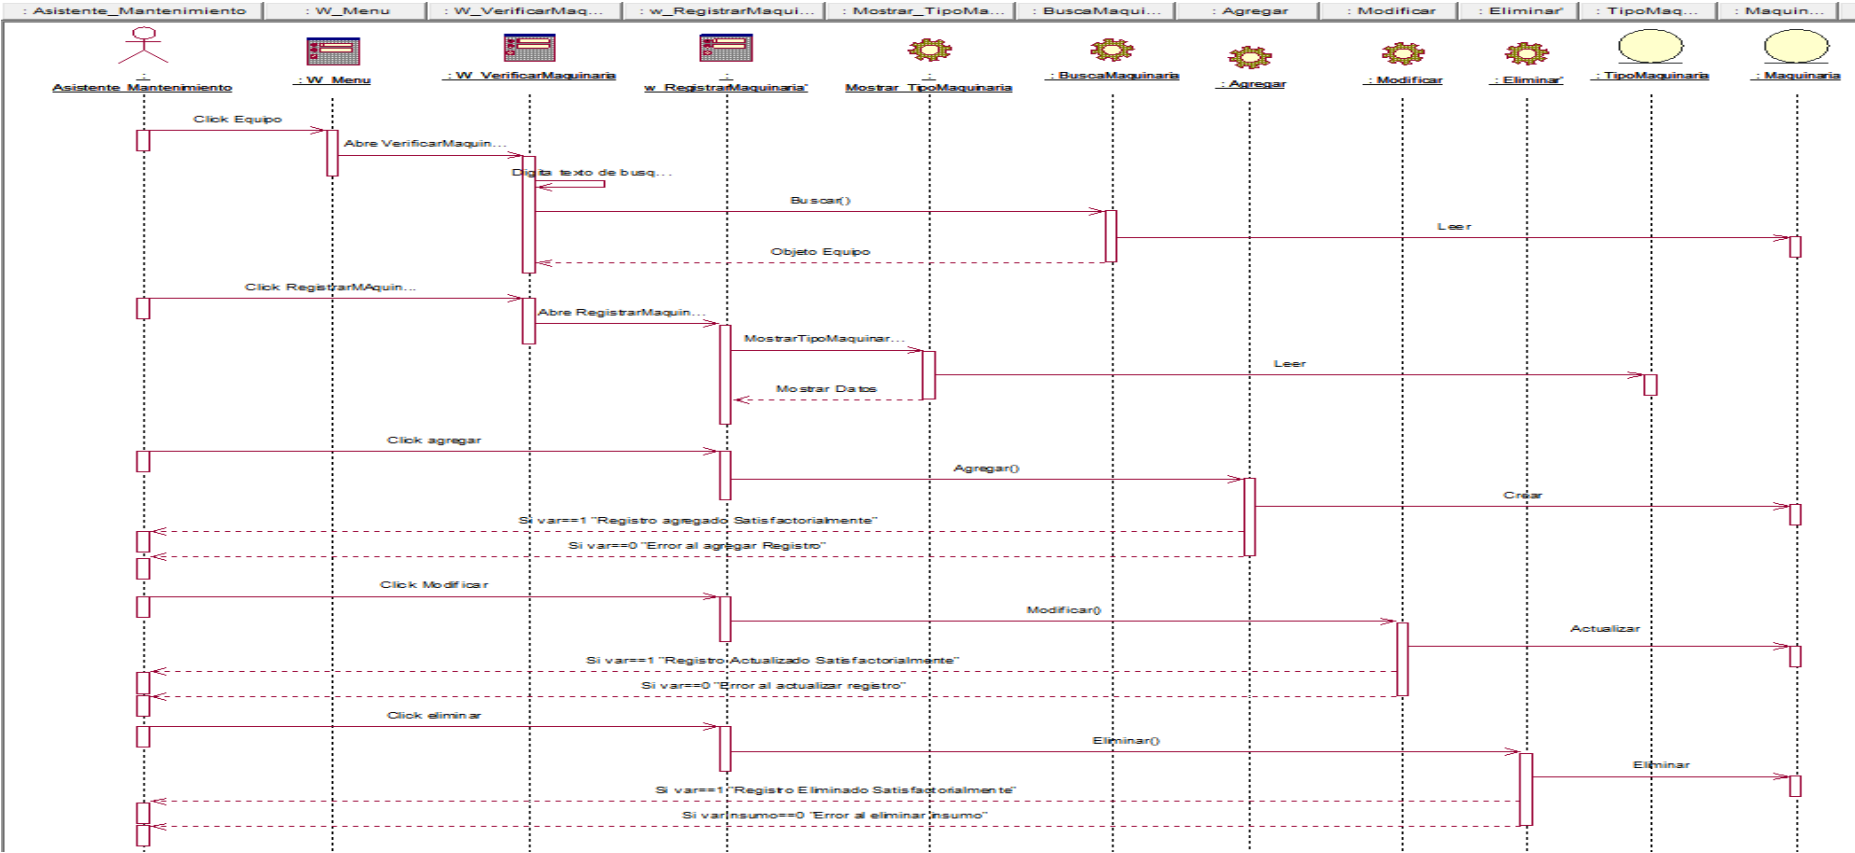 : Asistente_Mantenimiento
: W_Menu
: W_VerificarMaq...
: w_RegistrarMaqui...
: Mostrar_TipoMa...
: BuscaMaqui...
: Agregar
: Modificar
: Eliminar'
: TipoMaq...
: Maquin...
:
Asistente_Mantenimiento
: W_Menu
: W_VerificarMaquinaria
:
w_RegistrarMaquinaria'
:
Mostrar_TipoMaquinaria
: BuscaMaquinaria
: Agregar
: Modificar
: Eliminar'
: TipoMaquinaria
: Maquinaria
Click Equipo
Abre VerificarMaquin...
Digita texto de busq...
Buscar()
Leer
Objeto Equipo
Click RegistrarMAquin...
Abre RegistrarMaquin...
MostrarTipoMaquinar...
Leer
Mostrar Datos
Click agregar
Agregar()
Crear
Si var==1 "Registro agregado Satisfactorialmente"
Si var==0 "Error al agregar Registro"
Click Modificar
Modificar()
Actualizar
Si var==1 "Registro Actualizado Satisfactorialmente"
Si var==0 "Error al actualizar registro"
Click eliminar
Eliminar()
Eliminar
Si var==1 "Registro Eliminado Satisfactorialmente"
Si varInsumo==0 "Error al eliminar insumo"